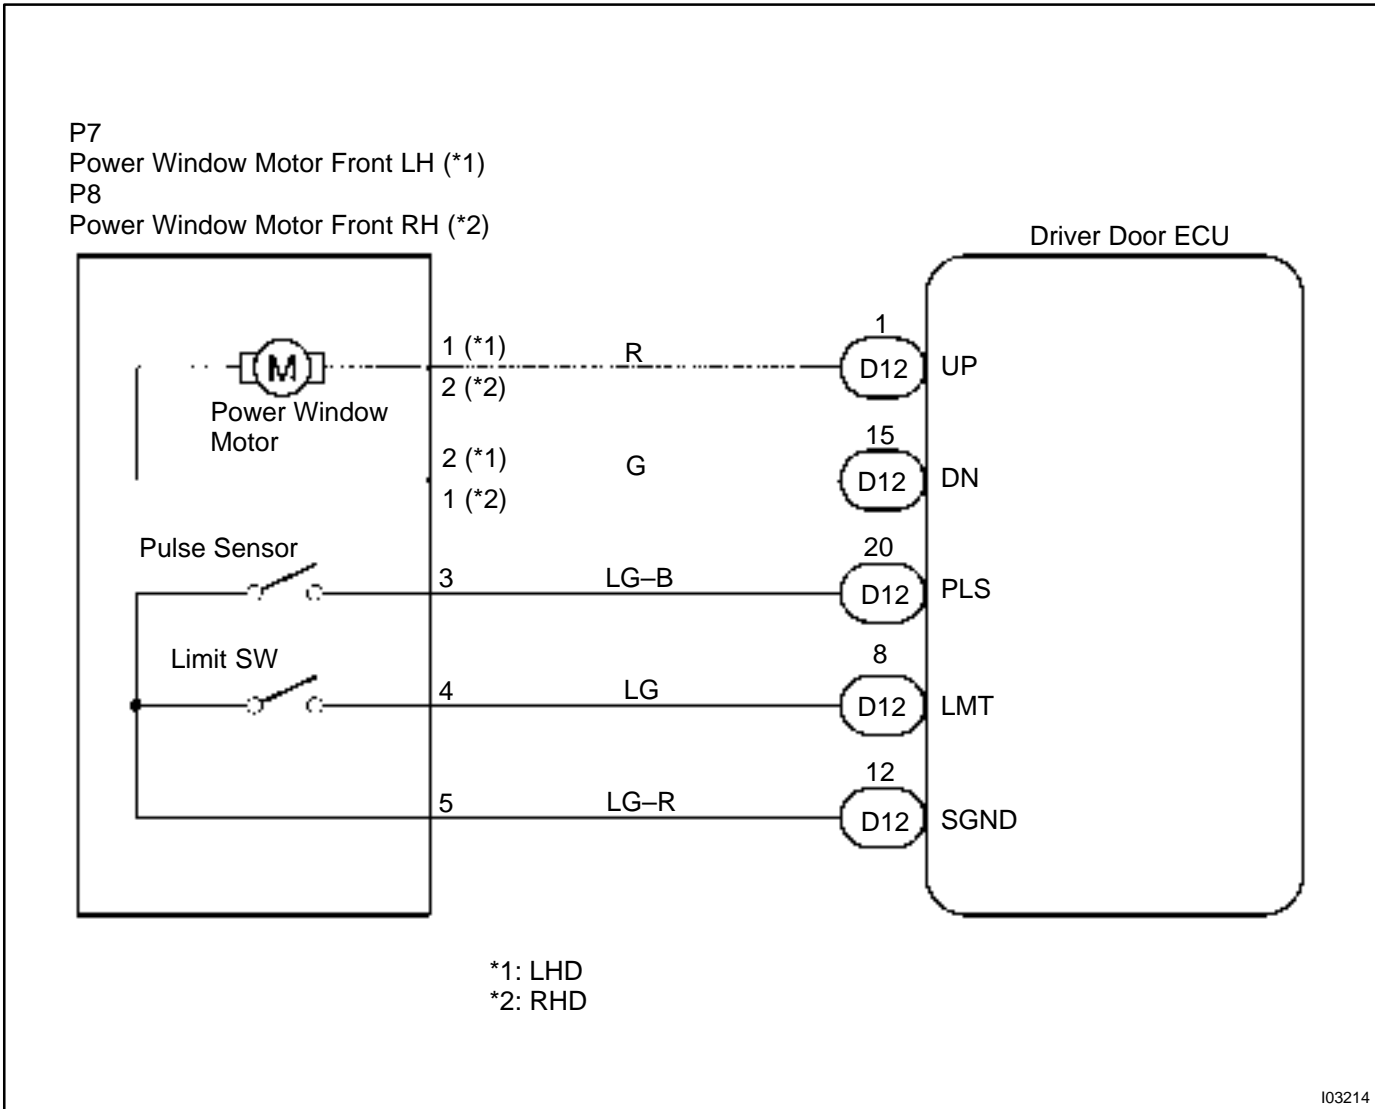 P7
Power Window Motor Front LH (*1)
P8
Power Window Motor Front RH (*2)
Driver Door ECU
M
Power Window
Motor
1 (*1)
2 (*2)
R
1
D12
UP
2 (*1)
1 (*2)
G
15
D12
DN
Pulse Sensor
3
LG–B
20
D12
PLS
Limit SW
4
LG
8
D12
LMT
5
LG–R
12
D12
SGND
*1: LHD
*2: RHD
I03214